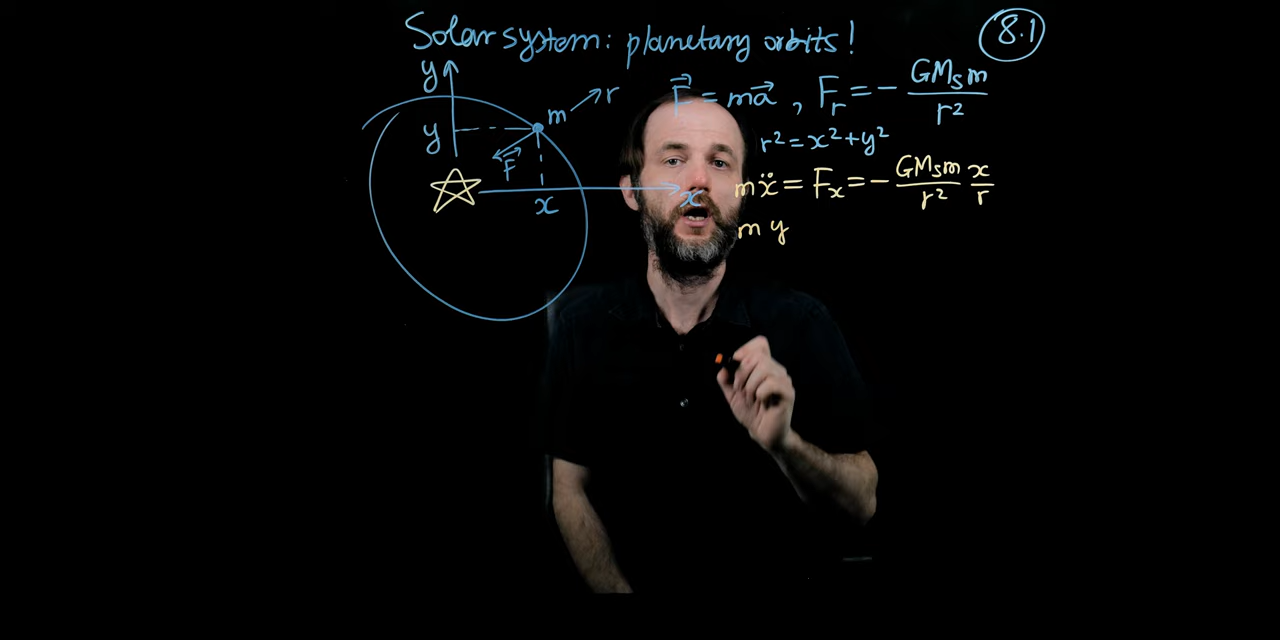 Solar system: planetary orbits! 8.1
y
m r
F = ma, F_r = - GM_s m / r²
y
F
x
x
r² = x² + y²
mẍ = F_x = - GM_s m / r² x / r
m y